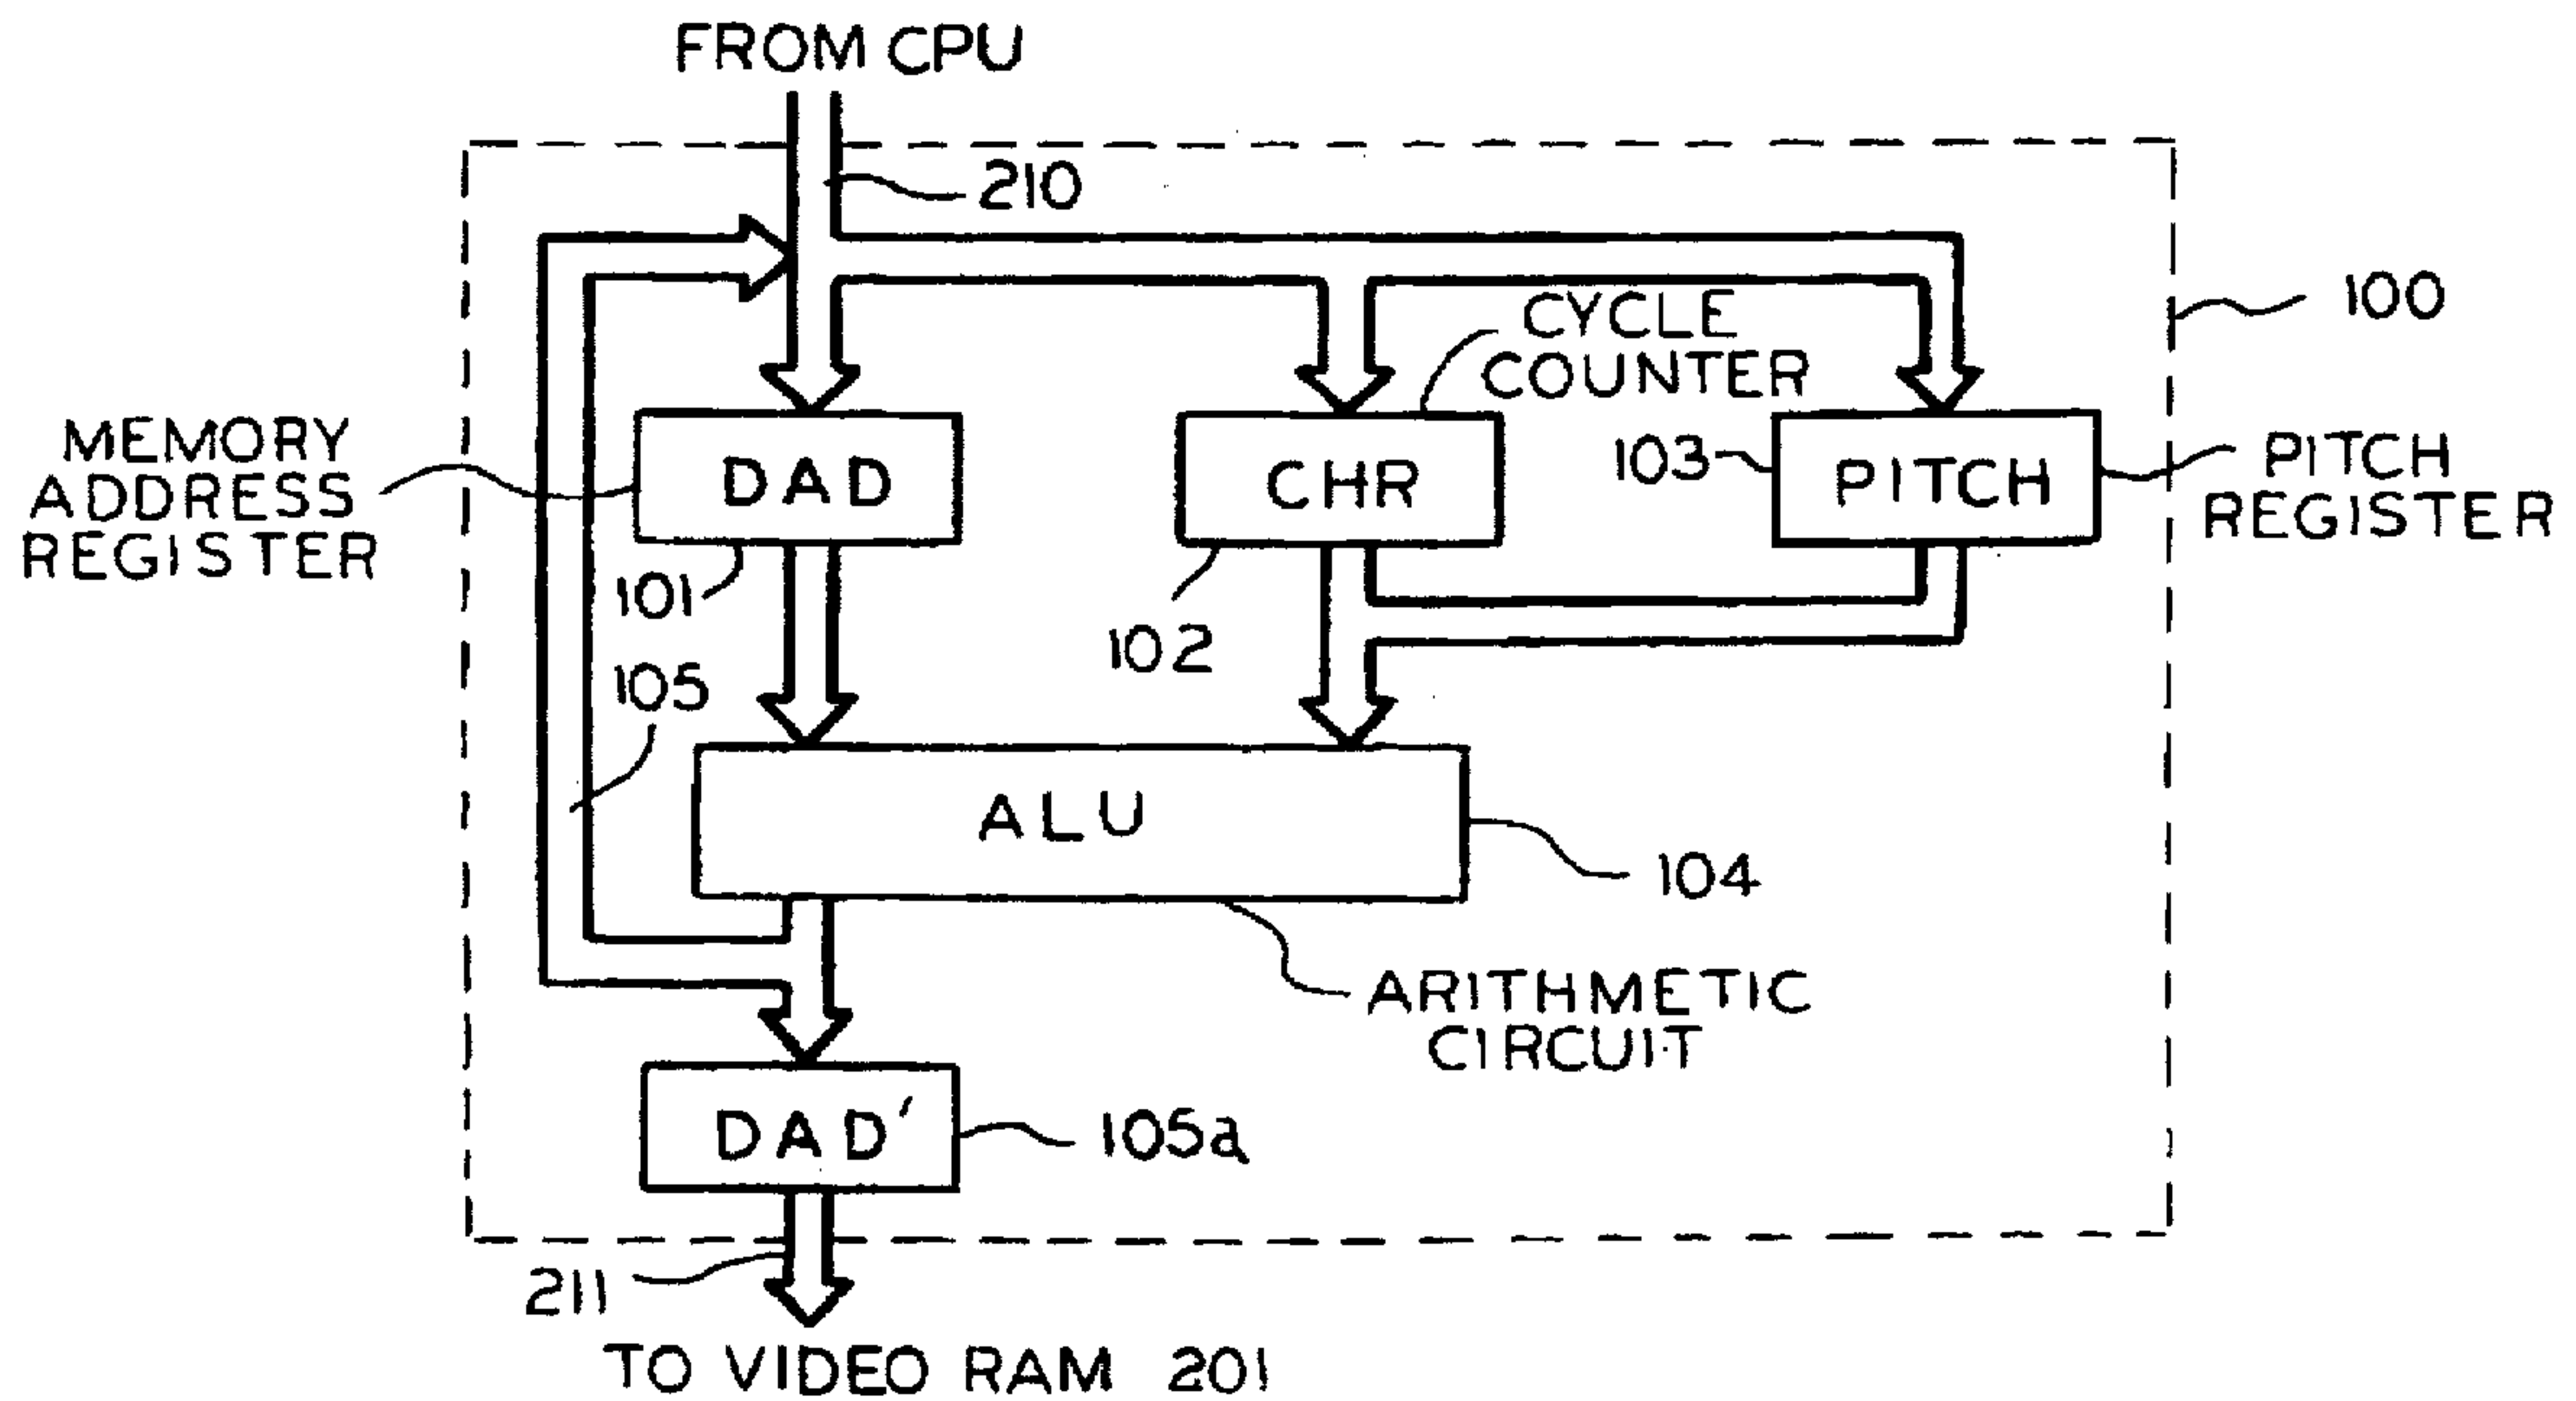 FROM CPU
210
100
CYCLE
COUNTER
MEMORY
ADDRESS
REGISTER
DAD
CHR
103
PITCH
PITCH
REGISTER
101
102
105
ALU
104
ARITHMETIC
CIRCUIT
DAD'
105a
211
TO VIDEO RAM 201